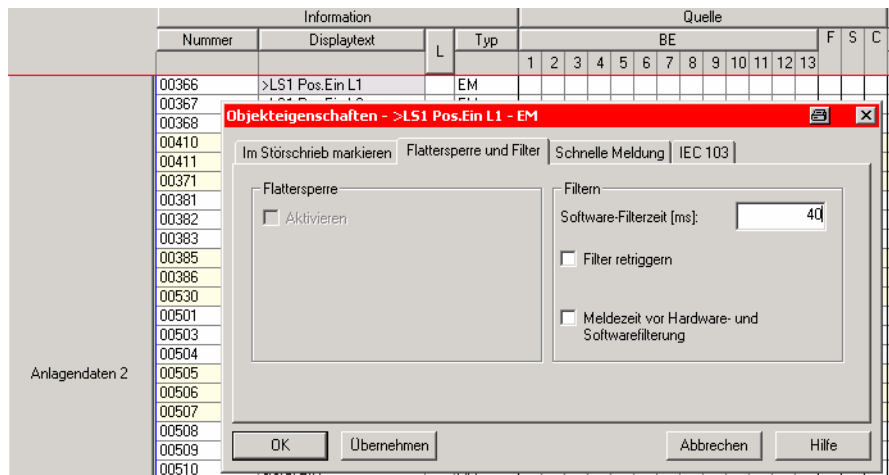 Information Quelle
Nummer Displaytext L Typ BE F S C
1 2 3 4 5 6 7 8 9 10 11 12 13
00366 >LS1 Pos.Ein L1 EM
00367
00368
00410
00411
00371
00381
00382
00383
00385
00386
00530
00501
00503
00504
Anlagendaten 2 00505
00506
00507
00508
00509
00510
Objekteigenschaften - >LS1 Pos.Ein L1 - EM
Im Störschrieb markieren Flattersperre und Filter Schnelle Meldung IEC 103
Flattersperre
Aktivieren
Filtern
Software-Filterzeit [ms]: 40
Filter retriggern
Meldezeit vor Hardware- und
Softwarefilterung
OK Übernehmen Abbrechen Hilfe